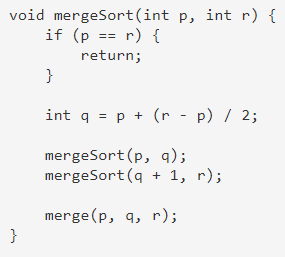 void mergeSort(int p, int r) {
    if (p == r) {
        return;
    }

    int q = p + (r - p) / 2;

    mergeSort(p, q);
    mergeSort(q + 1, r);

    merge(p, q, r);
}